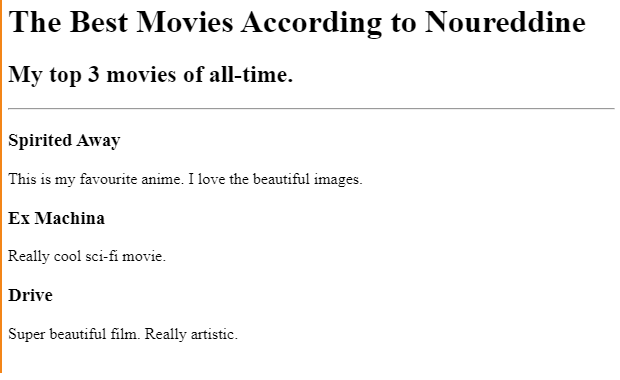 The Best Movies According to Noureddine
My top 3 movies of all-time.
Spirited Away
This is my favourite anime. I love the beautiful images.
Ex Machina
Really cool sci-fi movie.
Drive
Super beautiful film. Really artistic.